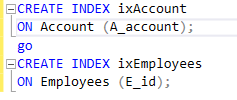 CREATE INDEX ixAccount
ON Account (A_account);
go
CREATE INDEX ixEmployees
ON Employees (E_id);